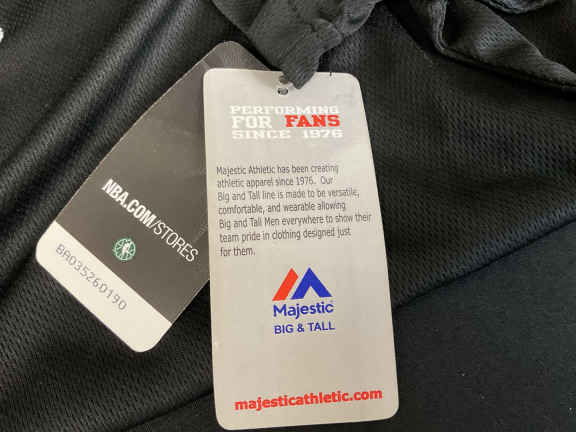 PERFORMING
FOR FANS
SINCE 1976
Majestic Athletic has been creating
athletic apparel since 1976. Our
Big and Tall line is made to be versatile,
comfortable, and wearable allowing
Big and Tall Men everywhere to show their
team pride in clothing designed just
for them.
Majestic
BIG & TALL
majesticathletic.com
NBA.COM/STORES
BA03526D190